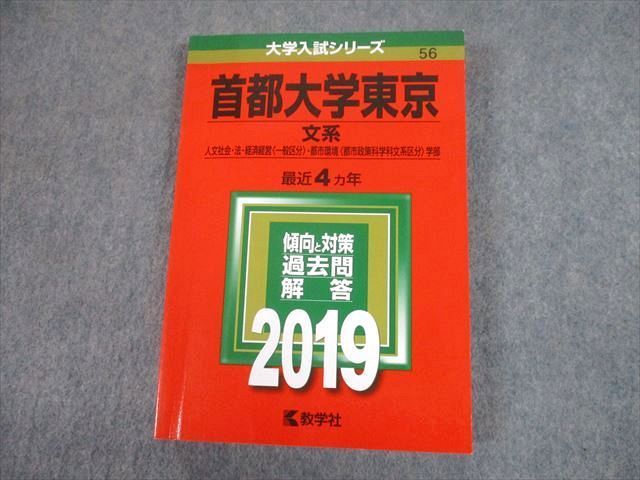 大学入試シリーズ
56
首都大学東京
文系
人文社会・法・経済経営〈一般区分〉・都市環境〈都市政策科学科文系区分〉学部
最近4カ年
傾向と対策
過去問
解答
2019
教学社